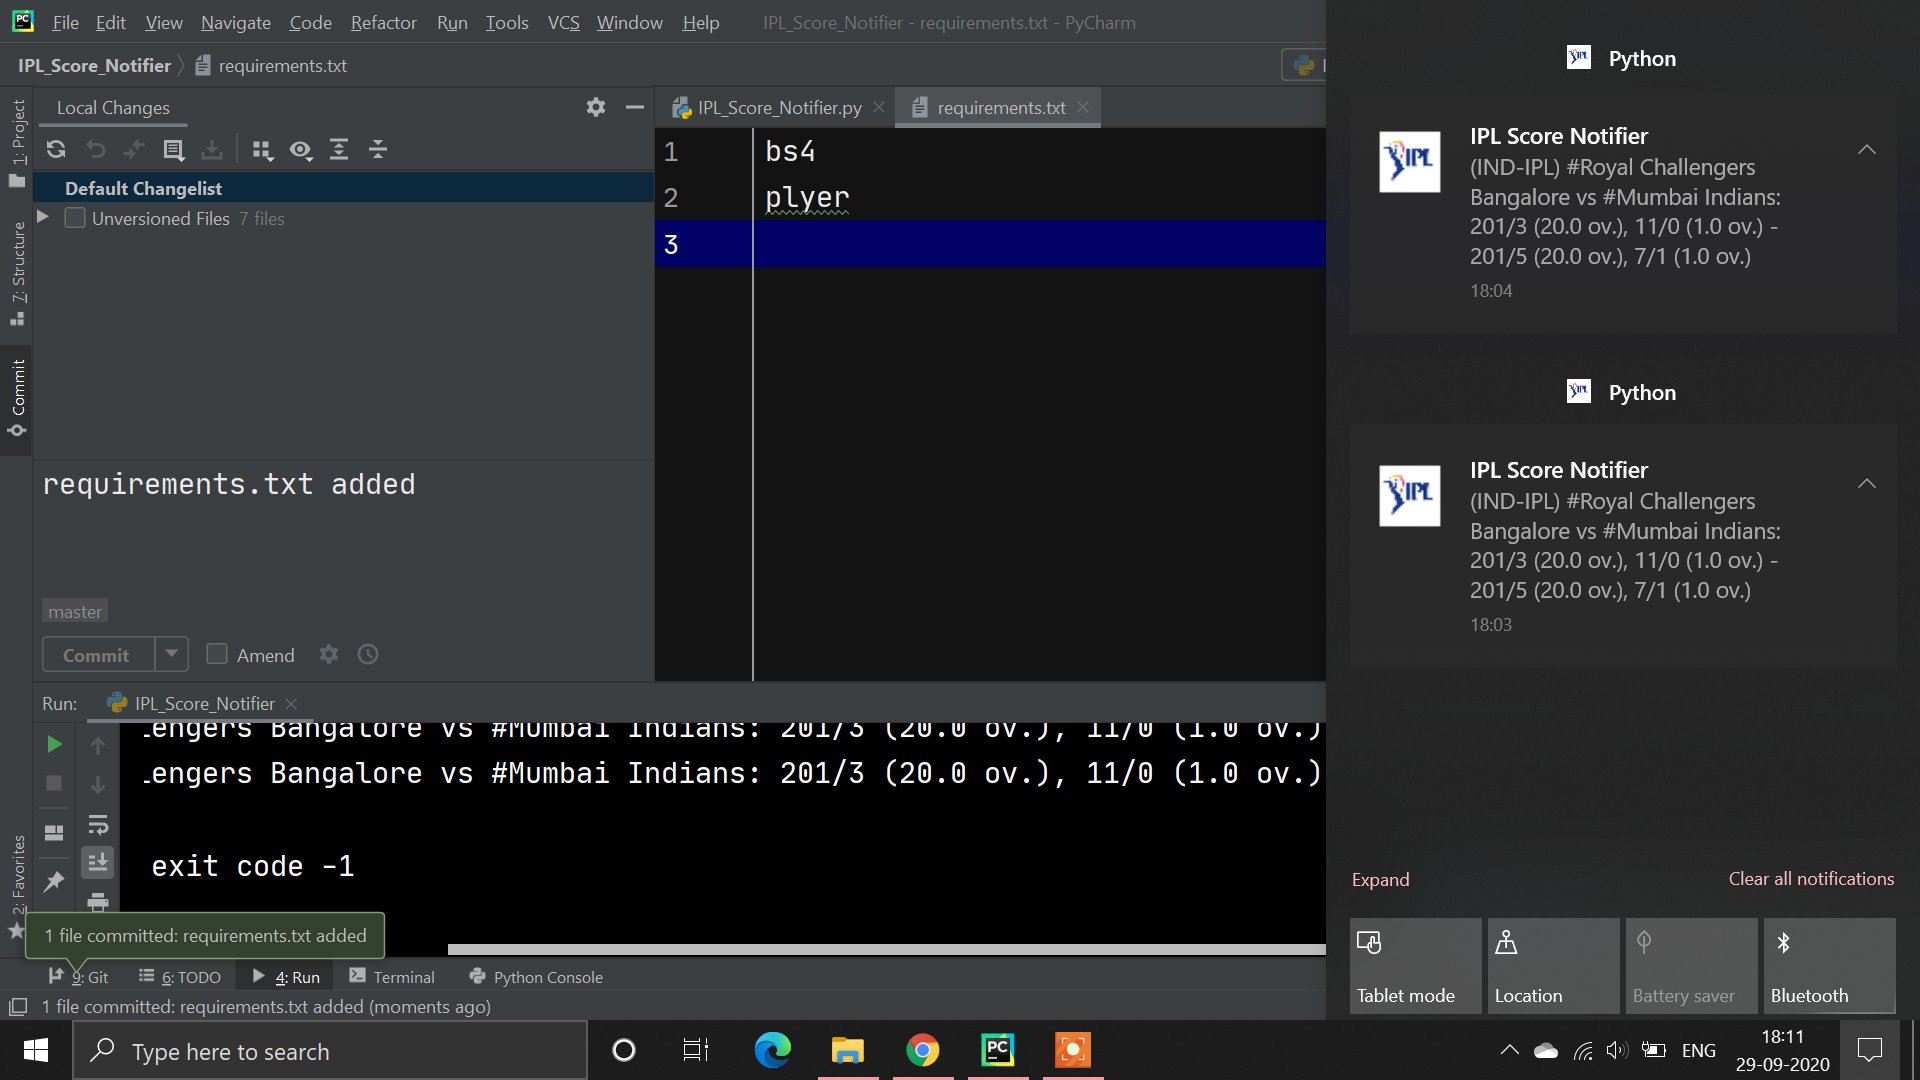 File Edit View Navigate Code Refactor Run Tools VCS Window Help IPL_Score_Notifier - requirements.txt - PyCharm
IPL_Score_Notifier requirements.txt
1: Project
7: Structure
Commit
2: Favorites
Local Changes
Default Changelist
Unversioned Files 7 files
requirements.txt added
master
Commit Amend
IPL_Score_Notifier.py requirements.txt
1 bs4
2 plyer
3
Run: IPL_Score_Notifier
lengers Bangalore vs #Mumbai Indians: 201/3 (20.0 ov.), 11/0 (1.0 ov.)
lengers Bangalore vs #Mumbai Indians: 201/3 (20.0 ov.), 11/0 (1.0 ov.)
exit code -1
1 file committed: requirements.txt added
9: Git 6: TODO 4: Run Terminal Python Console
1 file committed: requirements.txt added (moments ago)
IPL Python
IPL
IPL Score Notifier
(IND-IPL) #Royal Challengers
Bangalore vs #Mumbai Indians:
201/3 (20.0 ov.), 11/0 (1.0 ov.) -
201/5 (20.0 ov.), 7/1 (1.0 ov.)
18:04
IPL Python
IPL
IPL Score Notifier
(IND-IPL) #Royal Challengers
Bangalore vs #Mumbai Indians:
201/3 (20.0 ov.), 11/0 (1.0 ov.) -
201/5 (20.0 ov.), 7/1 (1.0 ov.)
18:03
Expand Clear all notifications
Tablet mode Location Battery saver Bluetooth
Type here to search
PC
ENG
18:11
29-09-2020